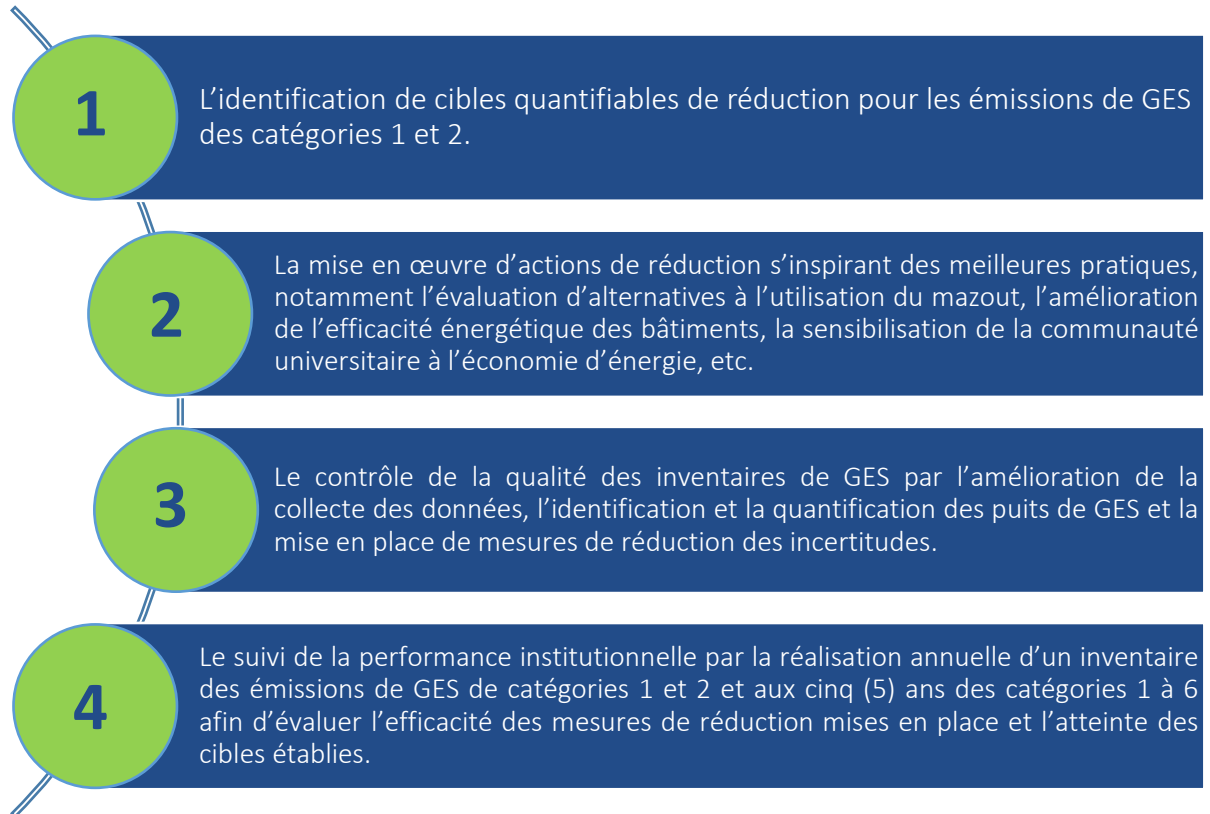 1
L’identification de cibles quantifiables de réduction pour les émissions de GES
des catégories 1 et 2.
2
La mise en œuvre d’actions de réduction s’inspirant des meilleures pratiques,
notamment l’évaluation d’alternatives à l’utilisation du mazout, l’amélioration
de l’efficacité énergétique des bâtiments, la sensibilisation de la communauté
universitaire à l’économie d’énergie, etc.
3
Le contrôle de la qualité des inventaires de GES par l’amélioration de la
collecte des données, l’identification et la quantification des puits de GES et la
mise en place de mesures de réduction des incertitudes.
4
Le suivi de la performance institutionnelle par la réalisation annuelle d’un inventaire
des émissions de GES de catégories 1 et 2 et aux cinq (5) ans des catégories 1 à 6
afin d’évaluer l’efficacité des mesures de réduction mises en place et l’atteinte des
cibles établies.